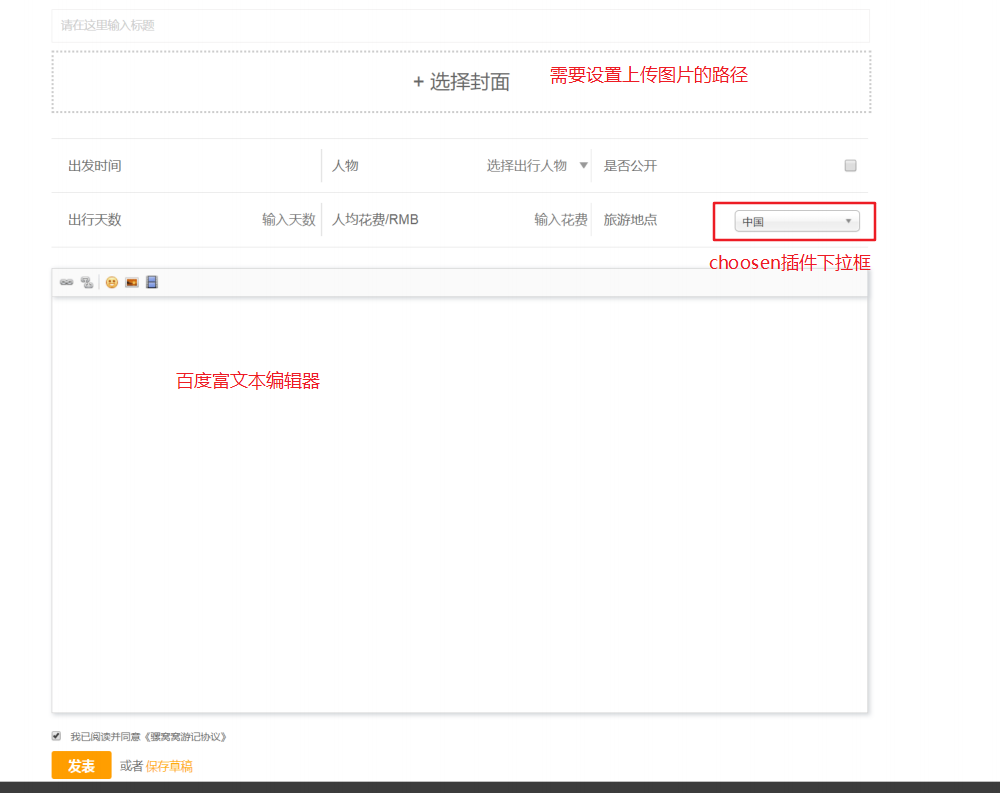 请在这里输入标题
+ 选择封面 需要设置上传图片的路径
出发时间 人物 选择出行人物 是否公开
出行天数 输入天数 人均花费/RMB 输入花费 旅游地点 中国
choosen插件下拉框
百度富文本编辑器
我已阅读并同意《骡窝窝游记协议》
发表 或者 保存草稿